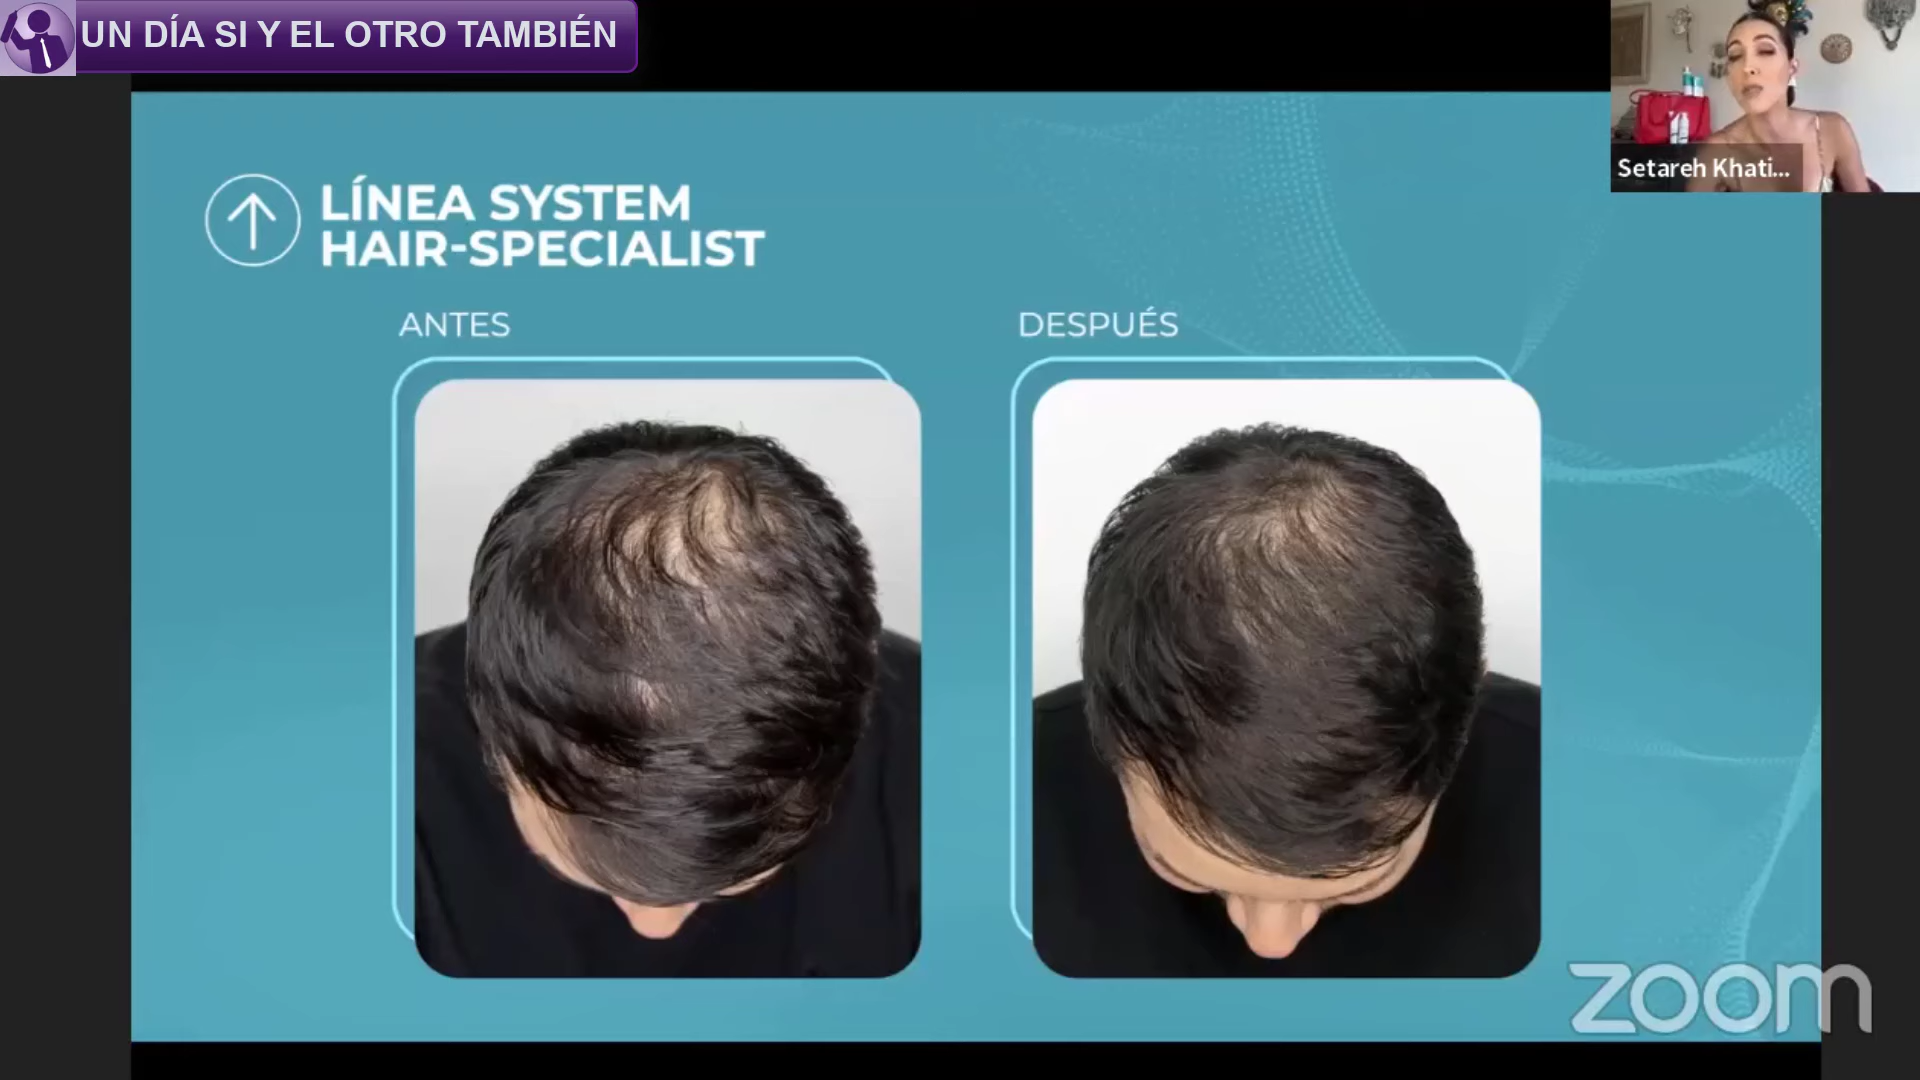 UN DÍA SI Y EL OTRO TAMBIÉN
Setareh Khati...
LÍNEA SYSTEM
HAIR-SPECIALIST
ANTES
DESPUÉS
zoom